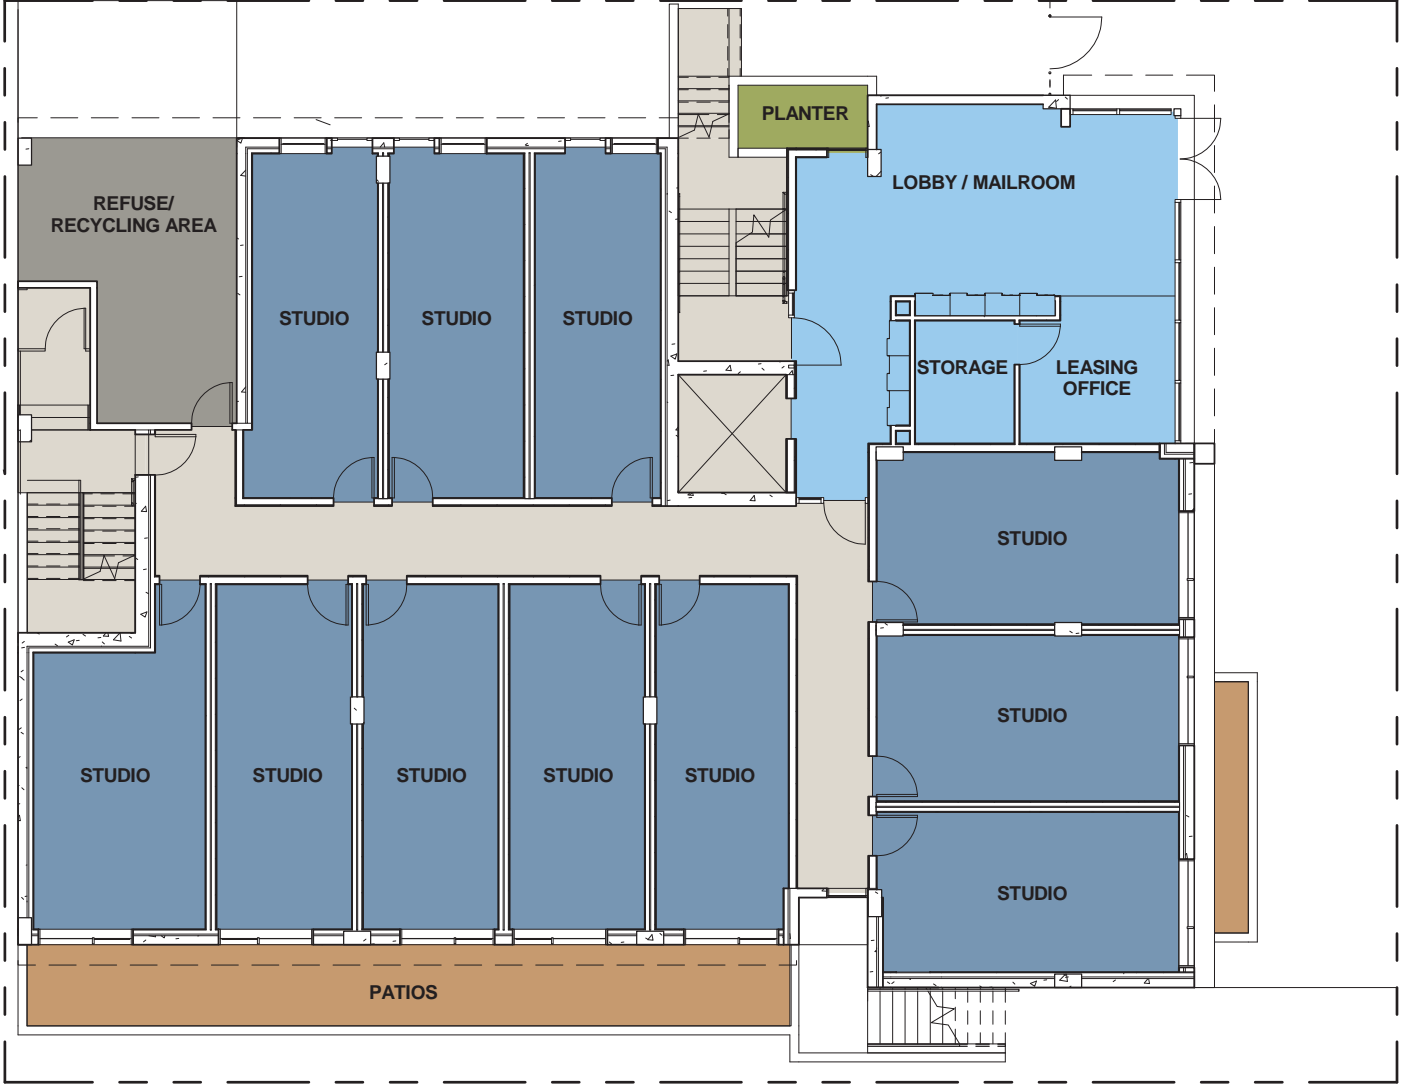 PLANTER
LOBBY / MAILROOM
REFUSE/
RECYCLING AREA
STUDIO
STUDIO
STUDIO
STORAGE
LEASING
OFFICE
STUDIO
STUDIO
STUDIO
STUDIO
STUDIO
STUDIO
STUDIO
STUDIO
PATIOS